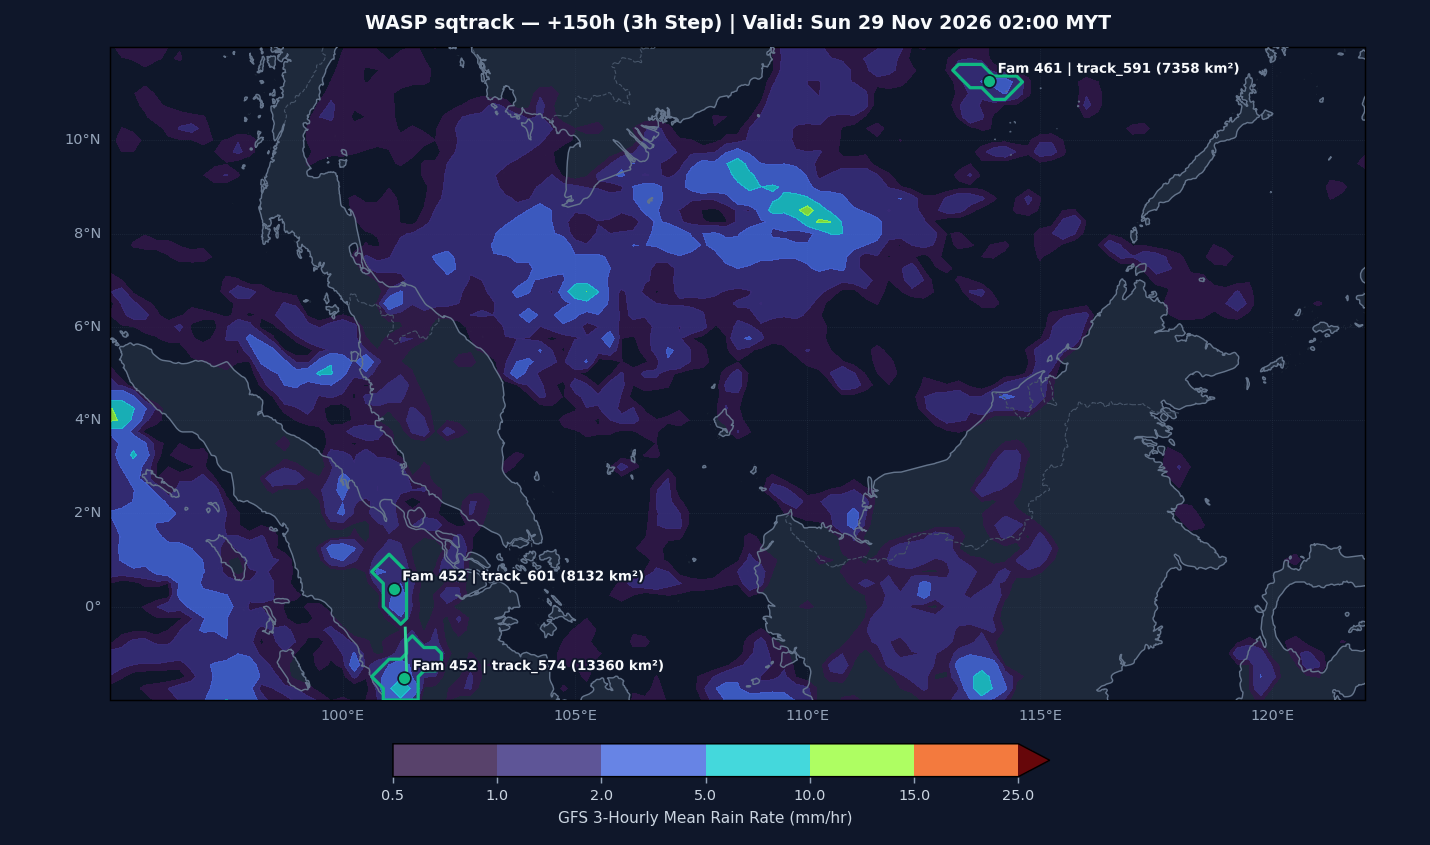 WASP sqtrack — +150h (3h Step) | Valid: Sun 29 Nov 2026 02:00 MYT
Fam 461 | track_591 (7358 km²)
10°N
8°N
6°N
4°N
2°N
Fam 452 | track_601 (8132 km²)
0°
Fam 452 | track_574 (13360 km²)
100°E 105°E 110°E 115°E 120°E
0.5 1.0 2.0 5.0 10.0 15.0 25.0
GFS 3-Hourly Mean Rain Rate (mm/hr)